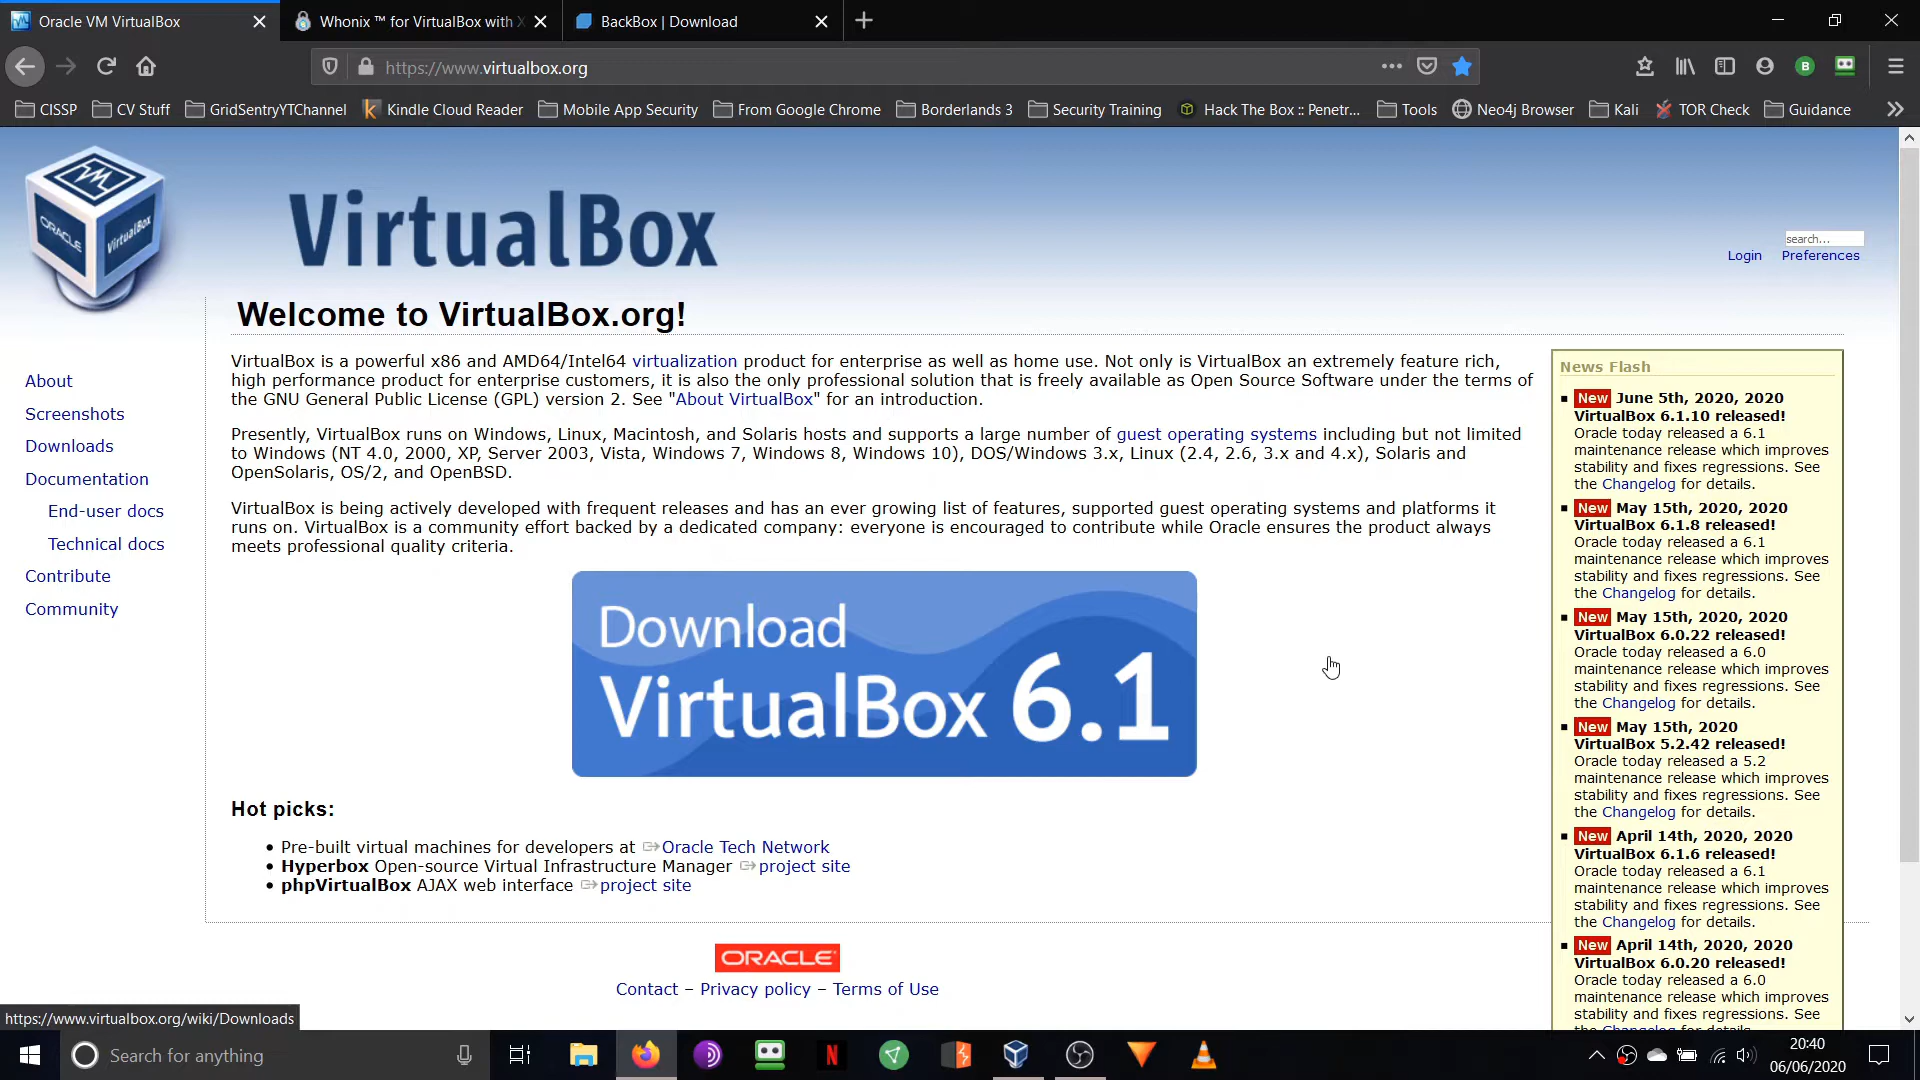 Oracle VM VirtualBox
Whonix ™ for VirtualBox with X
BackBox | Download
https://www.virtualbox.org
CISSP
CV Stuff
GridSentryYTChannel
Kindle Cloud Reader
Mobile App Security
From Google Chrome
Borderlands 3
Security Training
Hack The Box :: Penetr...
Tools
Neo4j Browser
Kali
TOR Check
Guidance
ORACLE
VirtualBox
VirtualBox
search...
Login
Preferences
Welcome to VirtualBox.org!
About
Screenshots
Downloads
Documentation
End-user docs
Technical docs
Contribute
Community
VirtualBox is a powerful x86 and AMD64/Intel64 virtualization product for enterprise as well as home use. Not only is VirtualBox an extremely feature rich,
high performance product for enterprise customers, it is also the only professional solution that is freely available as Open Source Software under the terms of
the GNU General Public License (GPL) version 2. See "About VirtualBox" for an introduction.
Presently, VirtualBox runs on Windows, Linux, Macintosh, and Solaris hosts and supports a large number of guest operating systems including but not limited
to Windows (NT 4.0, 2000, XP, Server 2003, Vista, Windows 7, Windows 8, Windows 10), DOS/Windows 3.x, Linux (2.4, 2.6, 3.x and 4.x), Solaris and
OpenSolaris, OS/2, and OpenBSD.
VirtualBox is being actively developed with frequent releases and has an ever growing list of features, supported guest operating systems and platforms it
runs on. VirtualBox is a community effort backed by a dedicated company: everyone is encouraged to contribute while Oracle ensures the product always
meets professional quality criteria.
Download
VirtualBox 6.1
Hot picks:
• Pre-built virtual machines for developers at Oracle Tech Network
• Hyperbox Open-source Virtual Infrastructure Manager project site
• phpVirtualBox AJAX web interface project site
News Flash
New June 5th, 2020, 2020
VirtualBox 6.1.10 released!
Oracle today released a 6.1
maintenance release which improves
stability and fixes regressions. See
the Changelog for details.
New May 15th, 2020, 2020
VirtualBox 6.1.8 released!
Oracle today released a 6.1
maintenance release which improves
stability and fixes regressions. See
the Changelog for details.
New May 15th, 2020, 2020
VirtualBox 6.0.22 released!
Oracle today released a 6.0
maintenance release which improves
stability and fixes regressions. See
the Changelog for details.
New May 15th, 2020
VirtualBox 5.2.42 released!
Oracle today released a 5.2
maintenance release which improves
stability and fixes regressions. See
the Changelog for details.
New April 14th, 2020, 2020
VirtualBox 6.1.6 released!
Oracle today released a 6.1
maintenance release which improves
stability and fixes regressions. See
the Changelog for details.
New April 14th, 2020, 2020
VirtualBox 6.0.20 released!
Oracle today released a 6.0
maintenance release which improves
stability and fixes regressions. See
the Changelog for details.
ORACLE
Contact – Privacy policy – Terms of Use
https://www.virtualbox.org/wiki/Downloads
Search for anything
20:40
06/06/2020